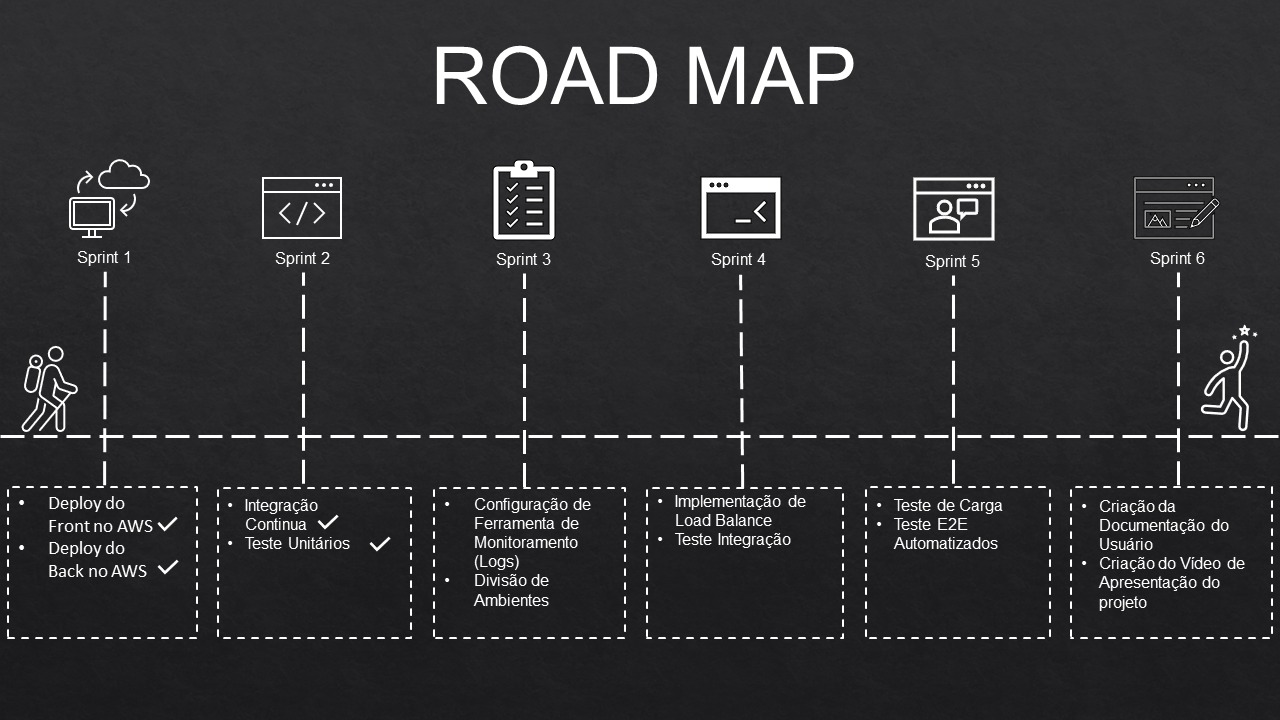 ROAD MAP
Sprint 1
Sprint 2
Sprint 3
Sprint 4
Sprint 5
Sprint 6
• Deploy do
Front no AWS
• Deploy do
Back no AWS
• Integração
Continua
• Teste Unitários
• Configuração de
Ferramenta de
Monitoramento
(Logs)
• Divisão de
Ambientes
• Implementação de
Load Balance
• Teste Integração
• Teste de Carga
• Teste E2E
Automatizados
• Criação da
Documentação do
Usuário
• Criação do Vídeo de
Apresentação do
projeto